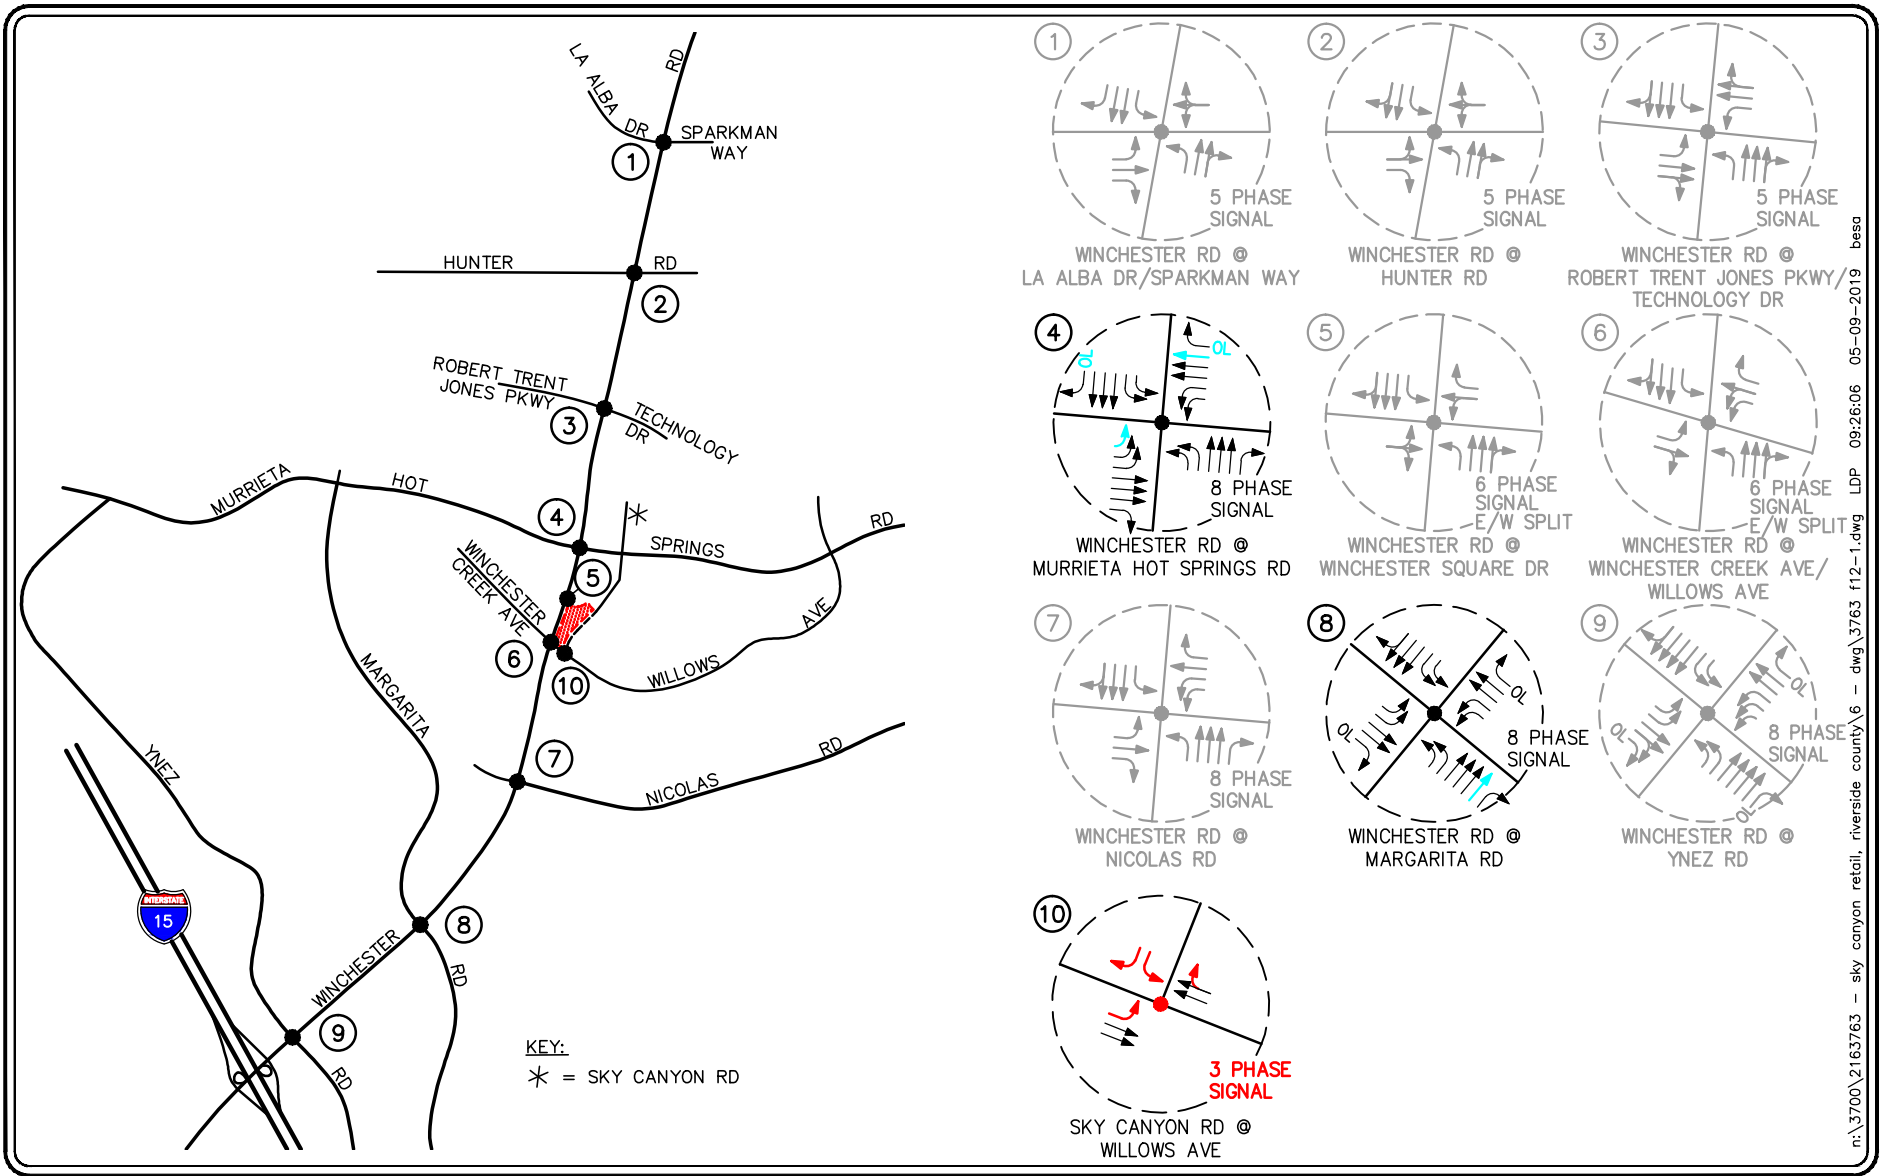 LA ALBA DR
RD
SPARKMAN
WAY
1
HUNTER
RD
2
ROBERT TRENT
JONES PKWY
TECHNOLOGY
DR
3
MURRIETA
HOT
SPRINGS
RD
4
WINCHESTER
CREEK AVE
5
6
10
WILLOWS
AVE
MARGARITA
YNEZ
7
NICOLAS
RD
INTERSTATE
15
WINCHESTER
8
RD
9
RD
KEY:
* = SKY CANYON RD
1
5 PHASE
SIGNAL
WINCHESTER RD @
LA ALBA DR/SPARKMAN WAY
2
5 PHASE
SIGNAL
WINCHESTER RD @
HUNTER RD
3
5 PHASE
SIGNAL
WINCHESTER RD @
ROBERT TRENT JONES PKWY/
TECHNOLOGY DR
4
OL
OL
8 PHASE
SIGNAL
WINCHESTER RD @
MURRIETA HOT SPRINGS RD
5
6 PHASE
SIGNAL
E/W SPLIT
WINCHESTER RD @
WINCHESTER SQUARE DR
6
6 PHASE
SIGNAL
E/W SPLIT
WINCHESTER RD @
WINCHESTER CREEK AVE/
WILLOWS AVE
7
8 PHASE
SIGNAL
WINCHESTER RD @
NICOLAS RD
8
OL
OL
8 PHASE
SIGNAL
WINCHESTER RD @
MARGARITA RD
9
OL
OL
OL
8 PHASE
SIGNAL
WINCHESTER RD @
YNEZ RD
10
3 PHASE
SIGNAL
SKY CANYON RD @
WILLOWS AVE
n:\3700\2163763 - sky canyon retail, riverside county\6 - dwg\3763 f12-1.dwg LDP 09:26:06 05-09-2019 besa